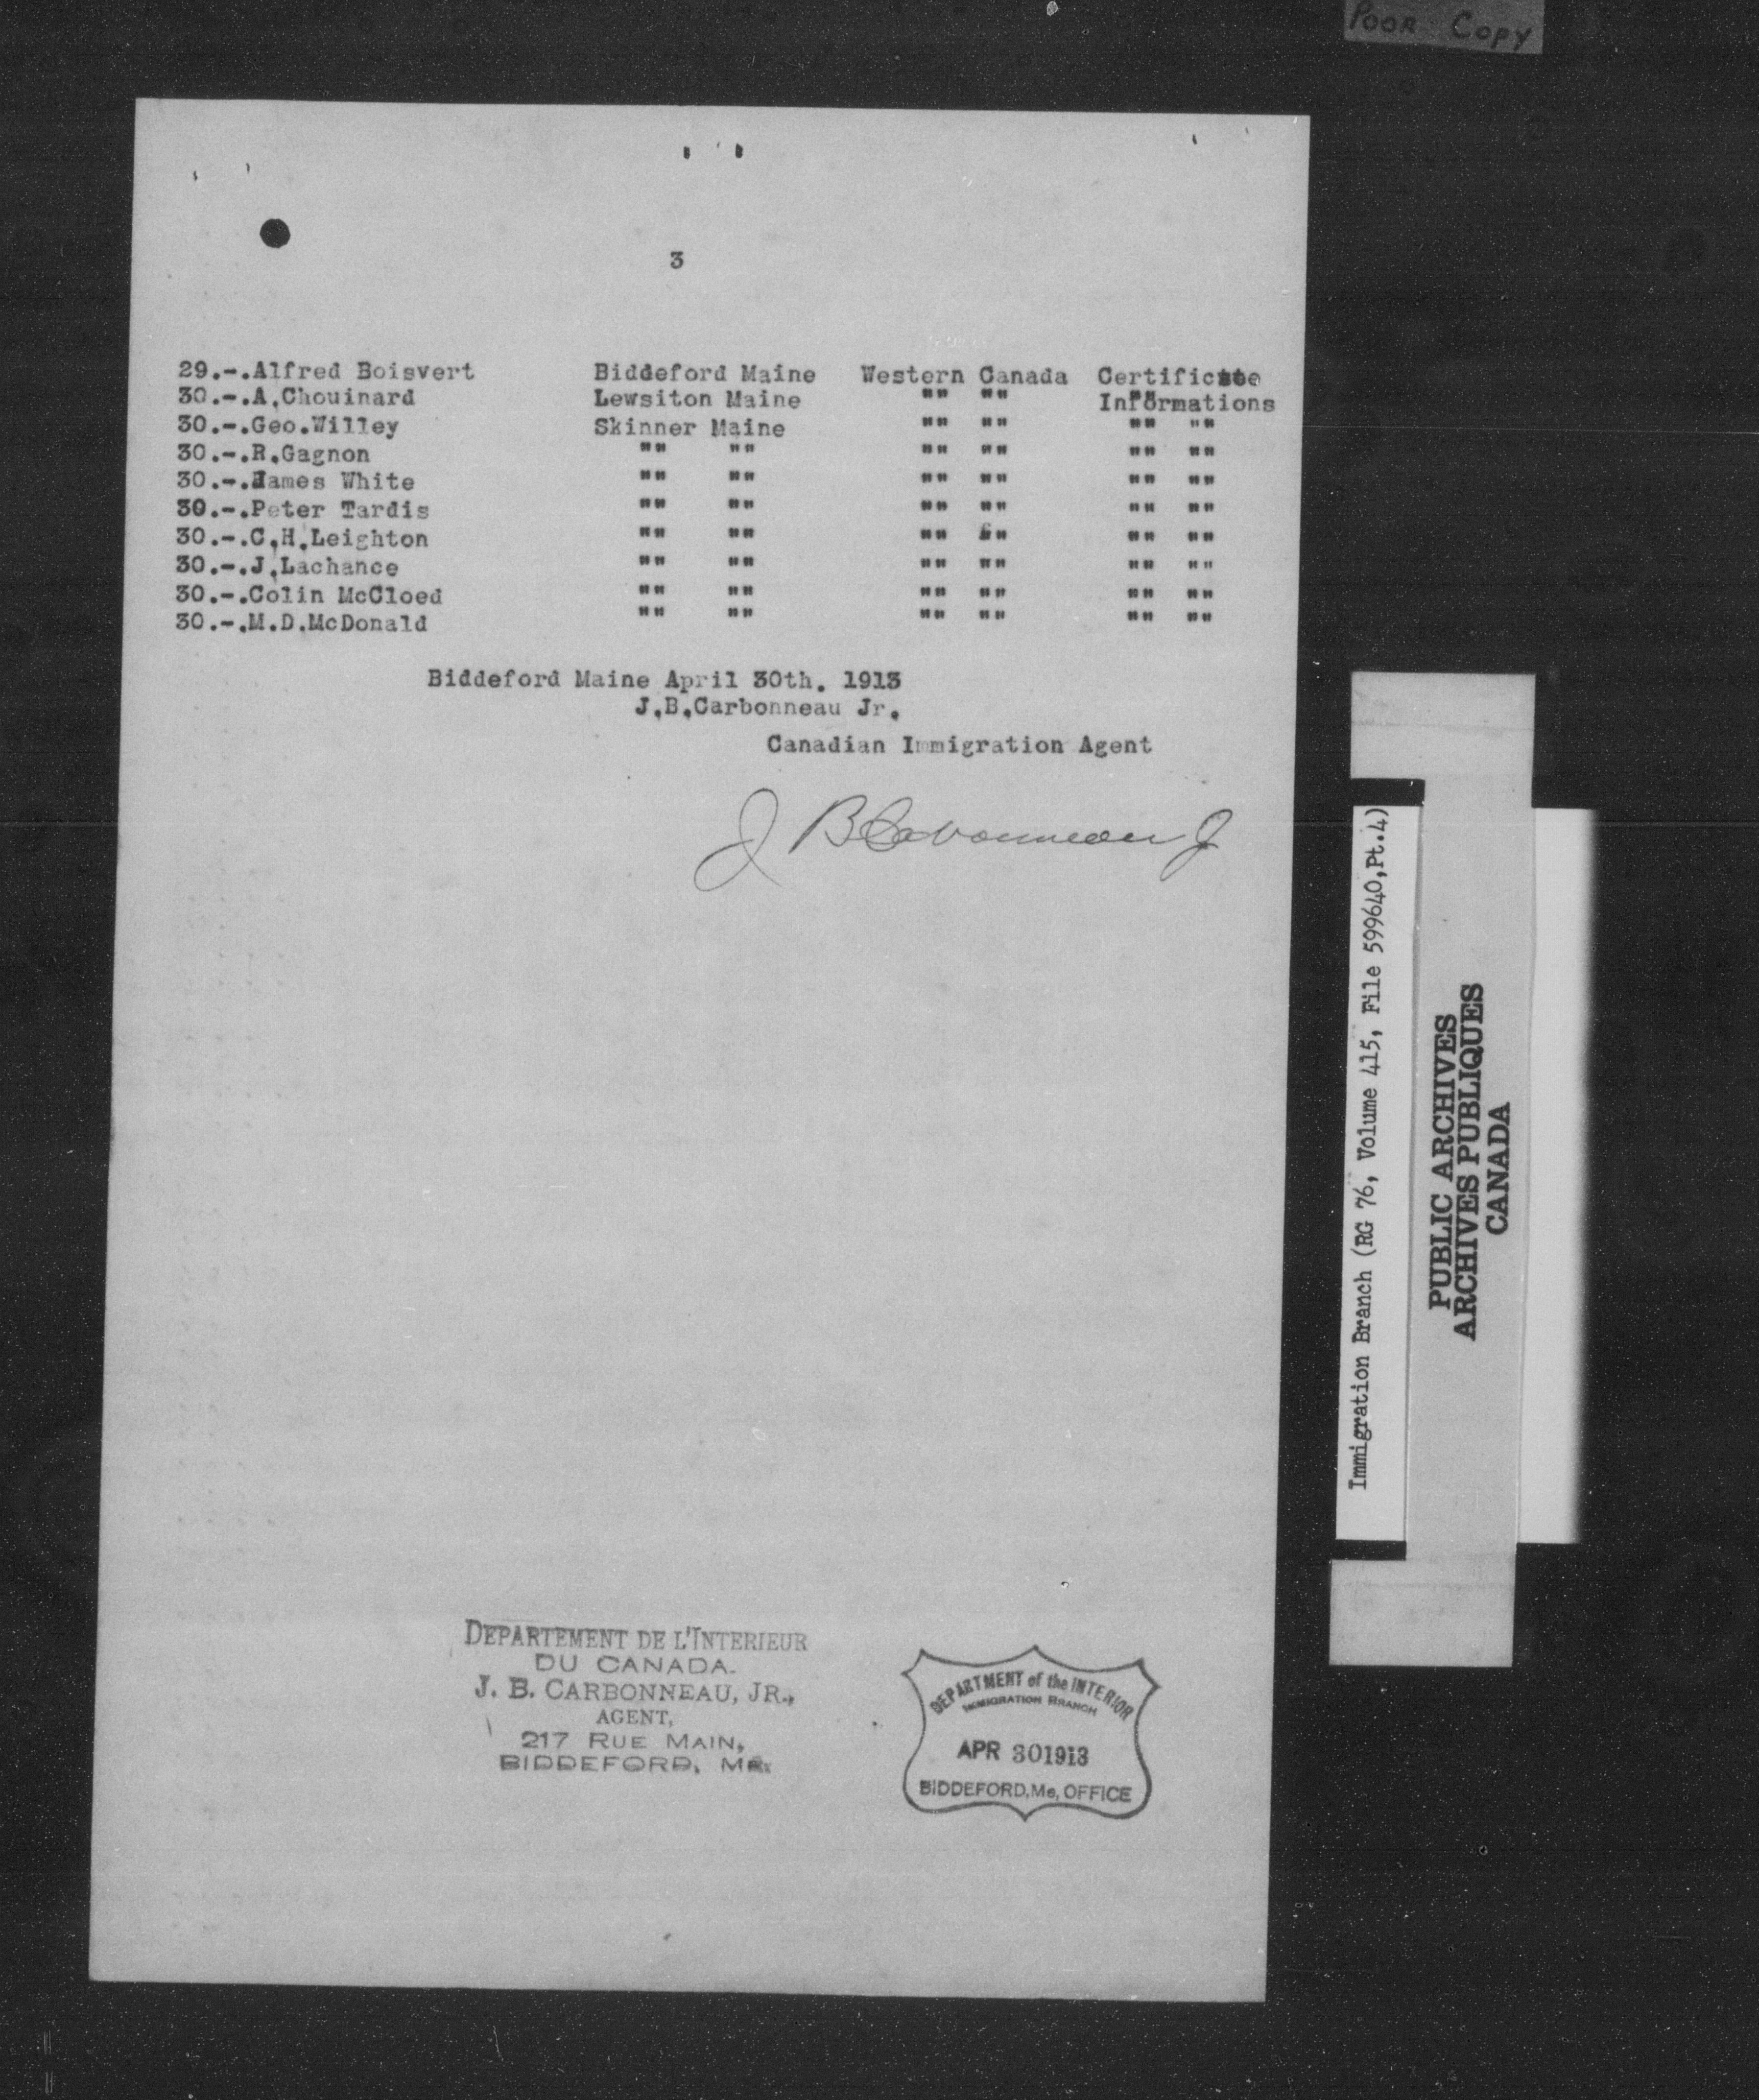 POOR COPY
3
29.-.Alfred Boisvert Biddeford Maine Western Canada Certificate
30.-.A.Chouinard Lewsiton Maine "" "" Informations
30.-.Geo.Willey Skinner Maine "" "" "" ""
30.-.R.Gagnon "" "" "" "" "" ""
30.-.James White "" "" "" "" "" ""
30.-.Peter Tardis "" "" "" "" "" ""
30.-.C.H.Leighton "" "" "" "" "" ""
30.-.J.Lachance "" "" "" "" "" ""
30.-.Colin McCloed "" "" "" "" "" ""
30.-.M.D.McDonald "" "" "" "" "" ""
Biddeford Maine April 30th. 1913
J.B.Carbonneau Jr.
Canadian Immigration Agent
J B Carbonneau J
DEPARTEMENT DE L'INTERIEUR
DU CANADA.
J. B. CARBONNEAU, JR.,
AGENT,
217 RUE MAIN,
BIDDEFORD, ME.
DEPARTMENT of the INTERIOR
IMMIGRATION BRANCH
APR 30 1913
BIDDEFORD, Me, OFFICE
Immigration Branch (RG 76, Volume 415, File 599640,Pt.4)
PUBLIC ARCHIVES
ARCHIVES PUBLIQUES
CANADA